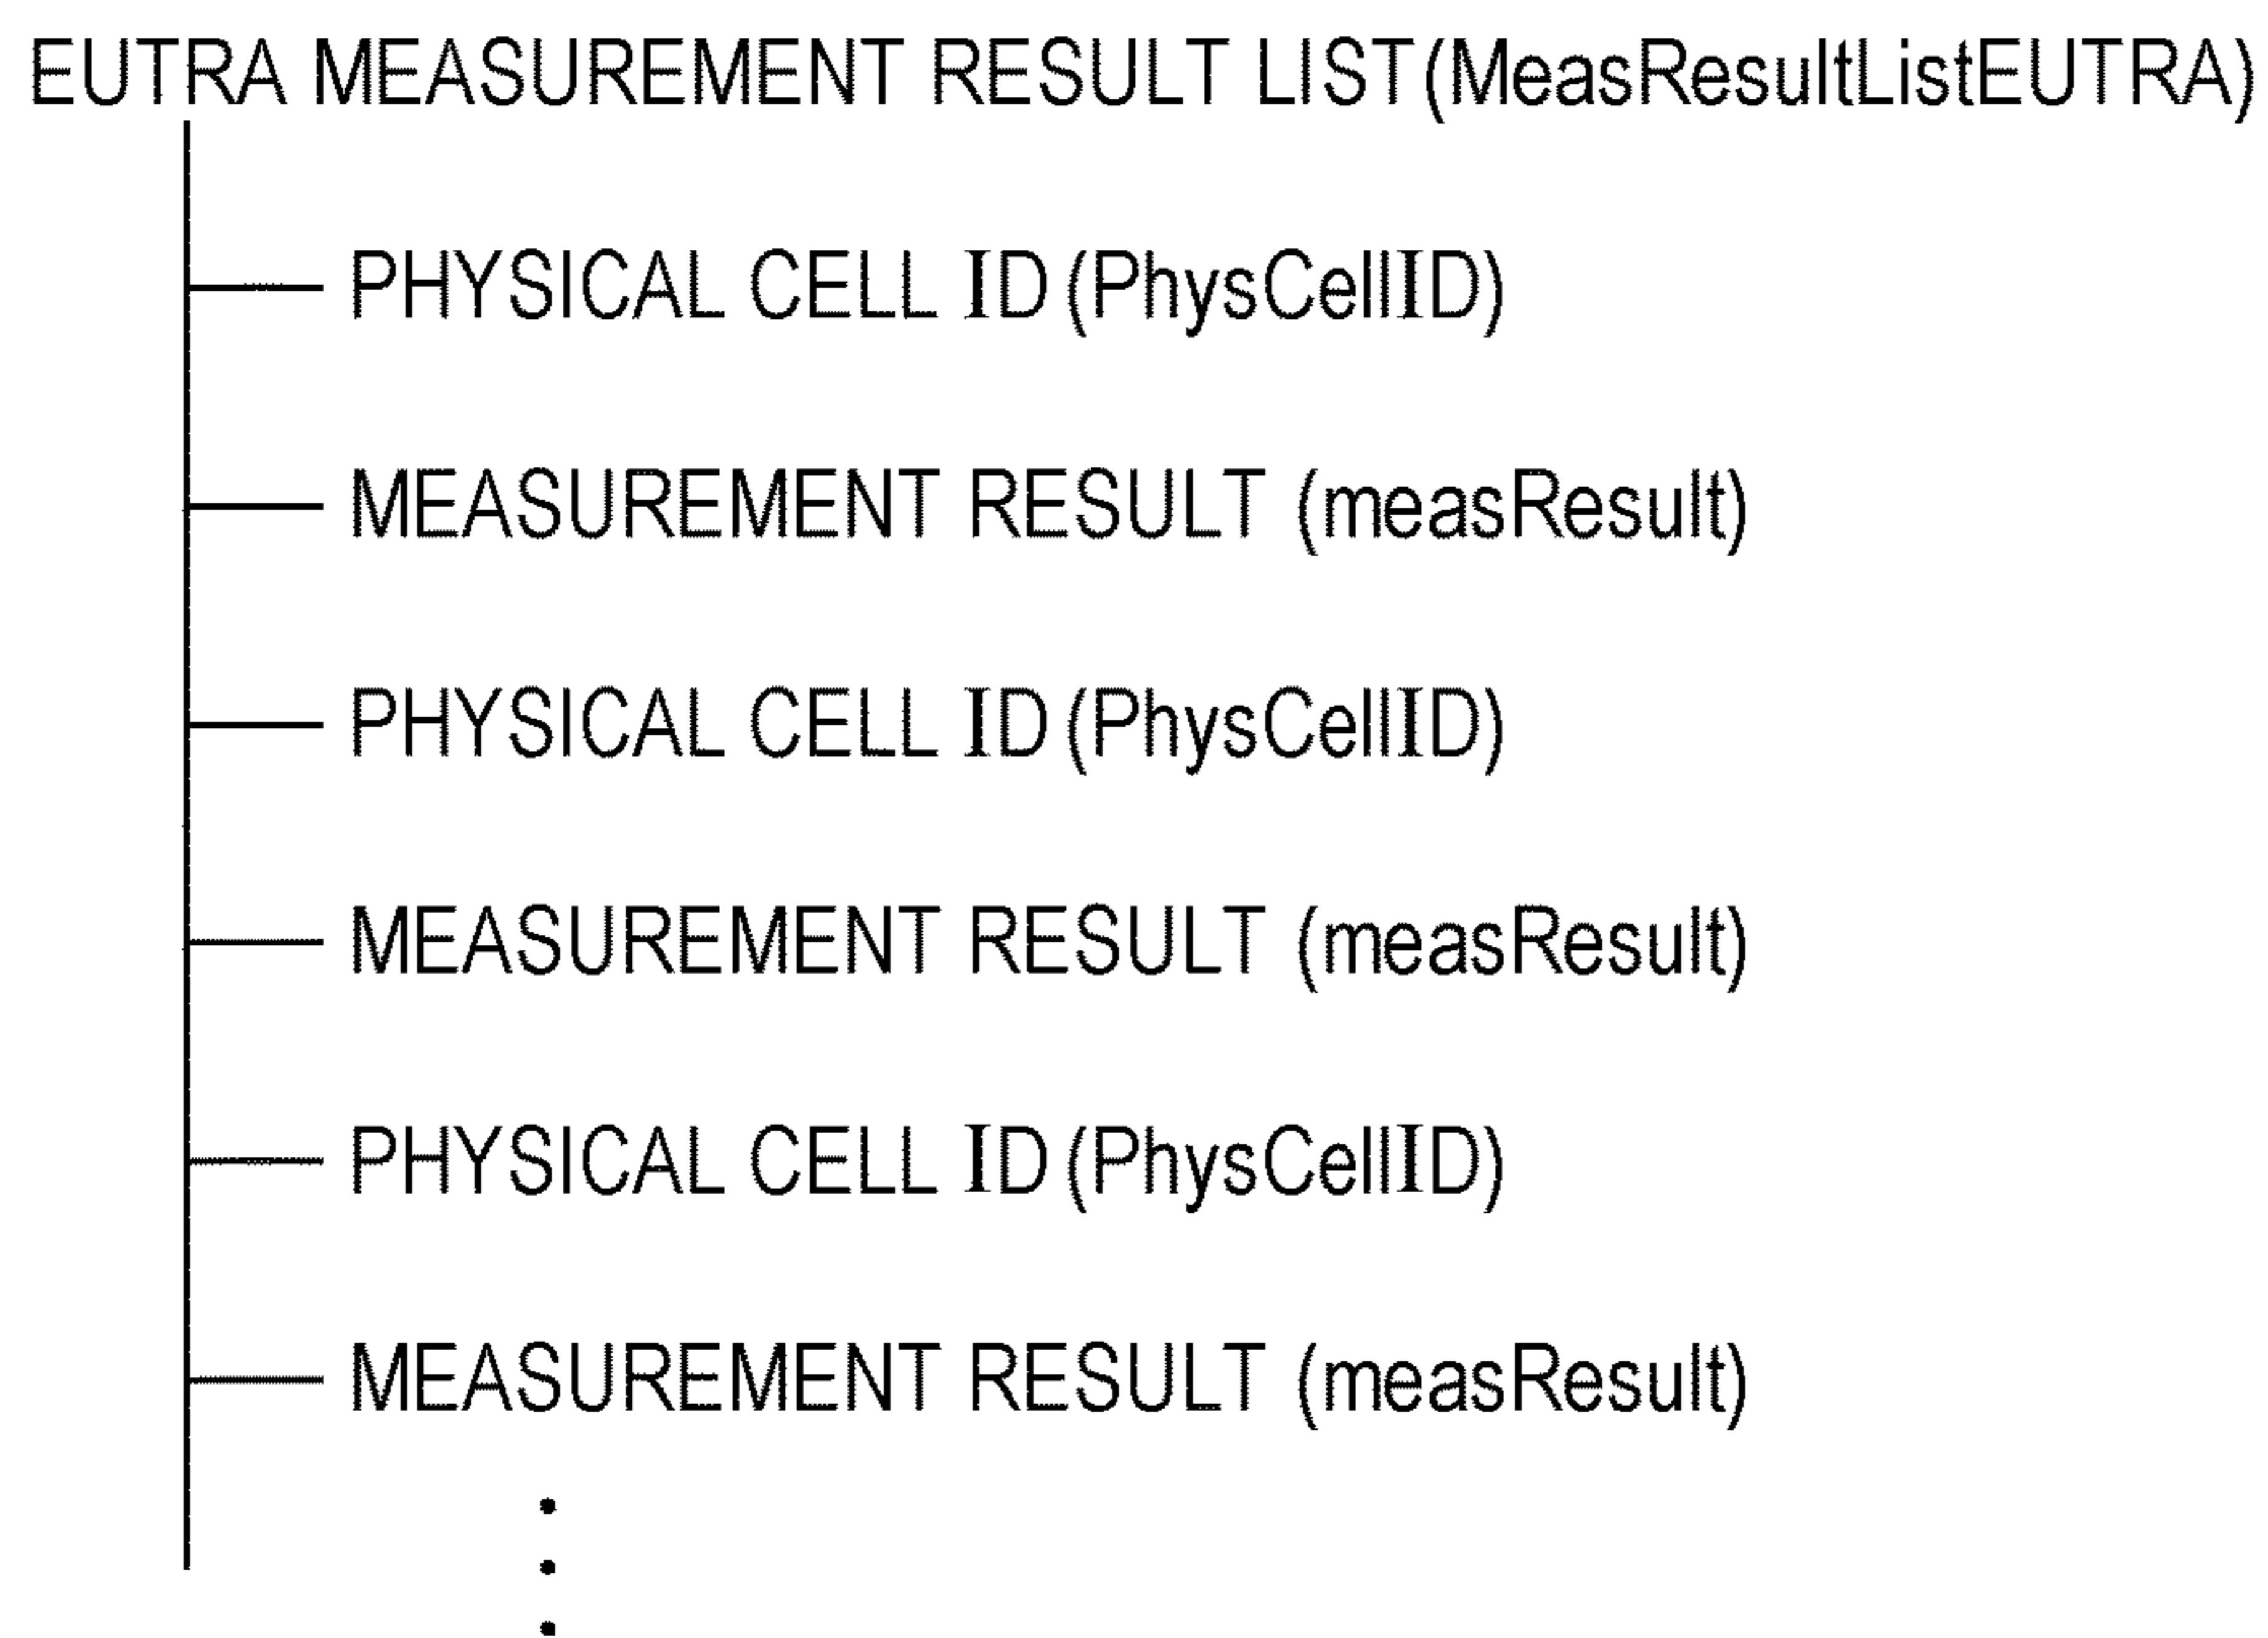 EUTRA MEASUREMENT RESULT LIST(MeasResultListEUTRA)
PHYSICAL CELL ID (PhysCellID)
MEASUREMENT RESULT (measResult)
PHYSICAL CELL ID (PhysCellID)
MEASUREMENT RESULT (measResult)
PHYSICAL CELL ID (PhysCellID)
MEASUREMENT RESULT (measResult)